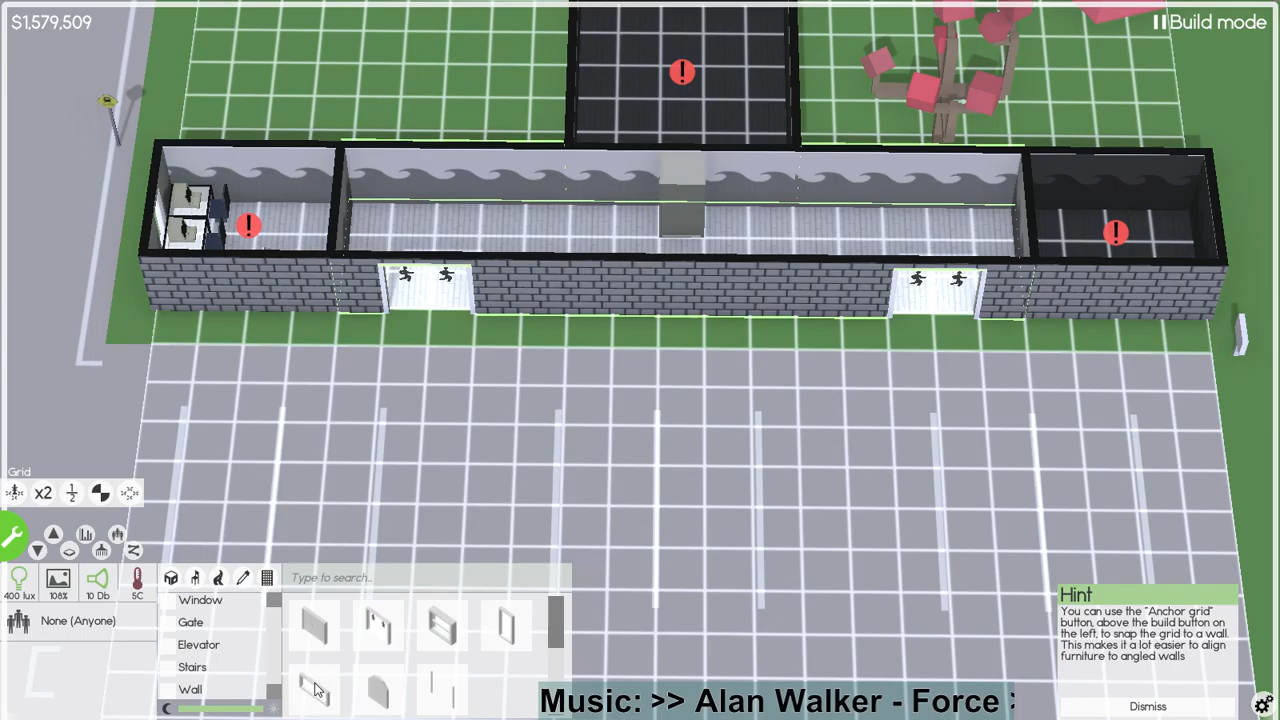 $1,579,509
Build mode
Grid
x2
1/2
400 lux
108%
10 Db
5C
None (Anyone)
Type to search...
Window
Gate
Elevator
Stairs
Wall
Hint
You can use the "Anchor grid"
button, above the build button on
the left, to snap the grid to a wall.
This makes it a lot easier to align
furniture to angled walls
Dismiss
Music: >> Alan Walker - Force